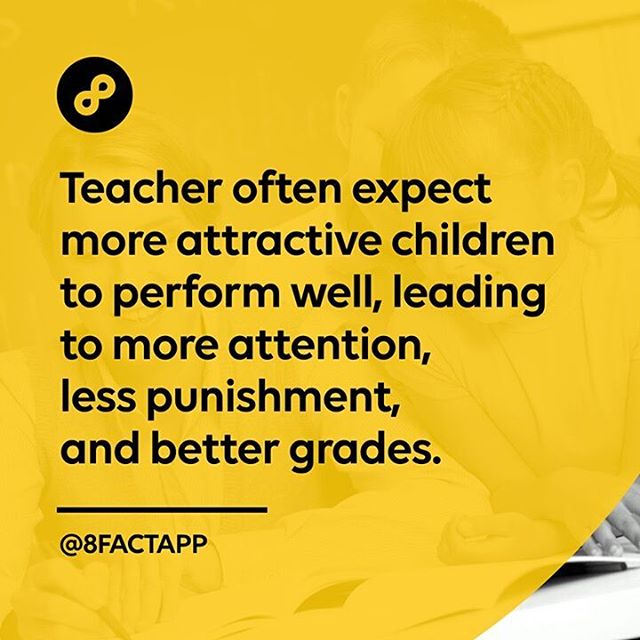 Teacher often expect
more attractive children
to perform well, leading
to more attention,
less punishment,
and better grades.
@8FACTAPP